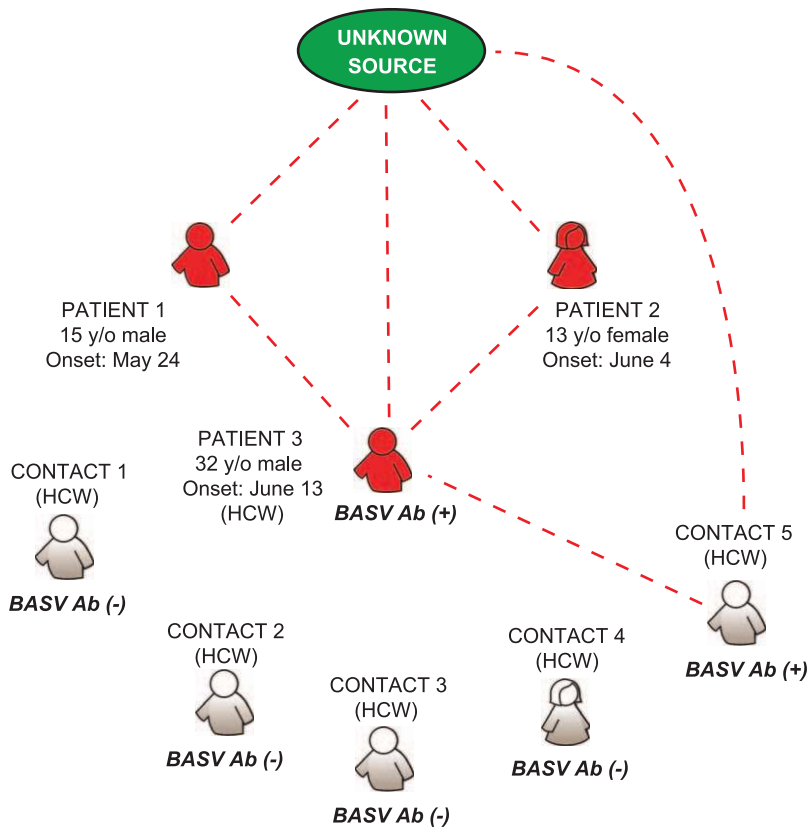 UNKNOWN
SOURCE
PATIENT 1
15 y/o male
Onset: May 24
PATIENT 2
13 y/o female
Onset: June 4
PATIENT 3
32 y/o male
Onset: June 13
(HCW)
BASV Ab (+)
CONTACT 1
(HCW)
BASV Ab (-)
CONTACT 2
(HCW)
BASV Ab (-)
CONTACT 3
(HCW)
BASV Ab (-)
CONTACT 4
(HCW)
BASV Ab (-)
CONTACT 5
(HCW)
BASV Ab (+)